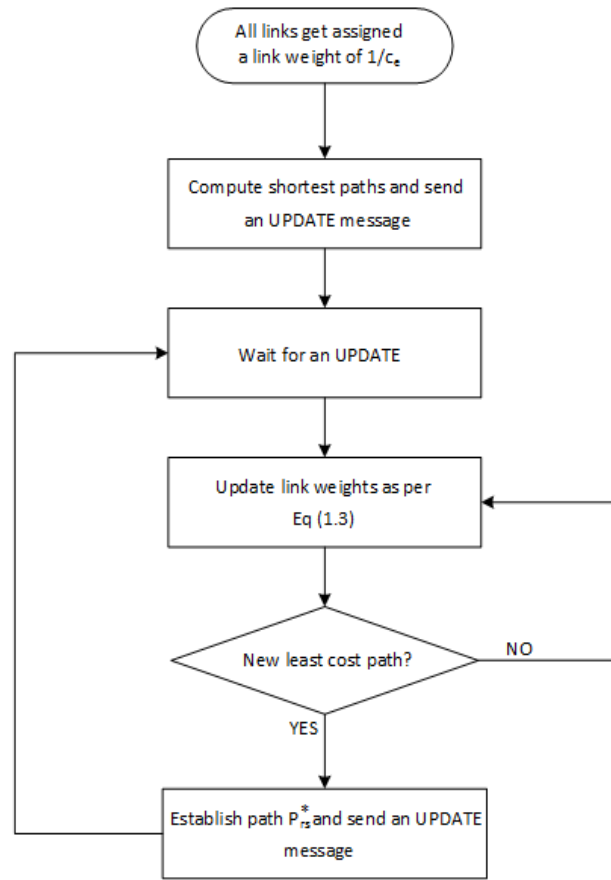 All links get assigned
a link weight of 1/cₑ
Compute shortest paths and send
an UPDATE message
Wait for an UPDATE
Update link weights as per
Eq (1.3)
New least cost path?
NO
YES
Establish path P*ᵣₛ and send an UPDATE
message